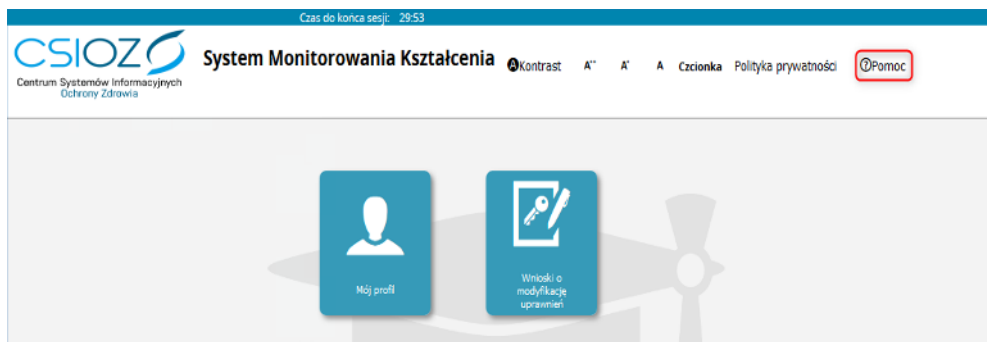 Czas do końca sesji: 29:53
CSIOZ
Centrum Systemów Informacyjnych
Ochrony Zdrowia
System Monitorowania Kształcenia
Kontrast A++ A+ A Czcionka Polityka prywatności Pomoc
Mój profil
Wnioski o
modyfikację
uprawnień